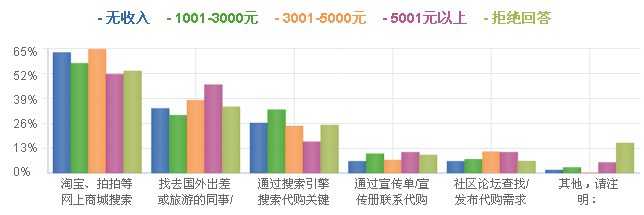 - 无收入 - 1001-3000元 - 3001-5000元 - 5001元以上 - 拒绝回答
65%
52%
39%
26%
13%
0%
淘宝、拍拍等
网上商城搜索
找去国外出差
或旅游的同事/
通过搜索引擎
搜索代购关键
通过宣传单/宣
传册联系代购
社区论坛查找/
发布代购需求
其他，请注
明：